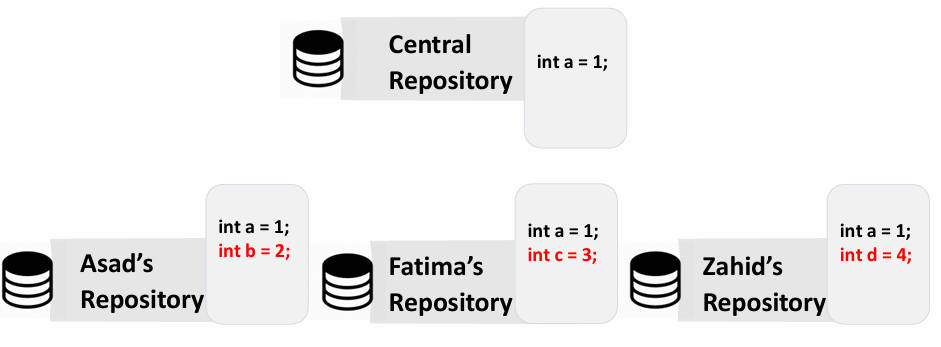 Central
Repository
int a = 1;
Asad’s
Repository
int a = 1;
int b = 2;
Fatima’s
Repository
int a = 1;
int c = 3;
Zahid’s
Repository
int a = 1;
int d = 4;